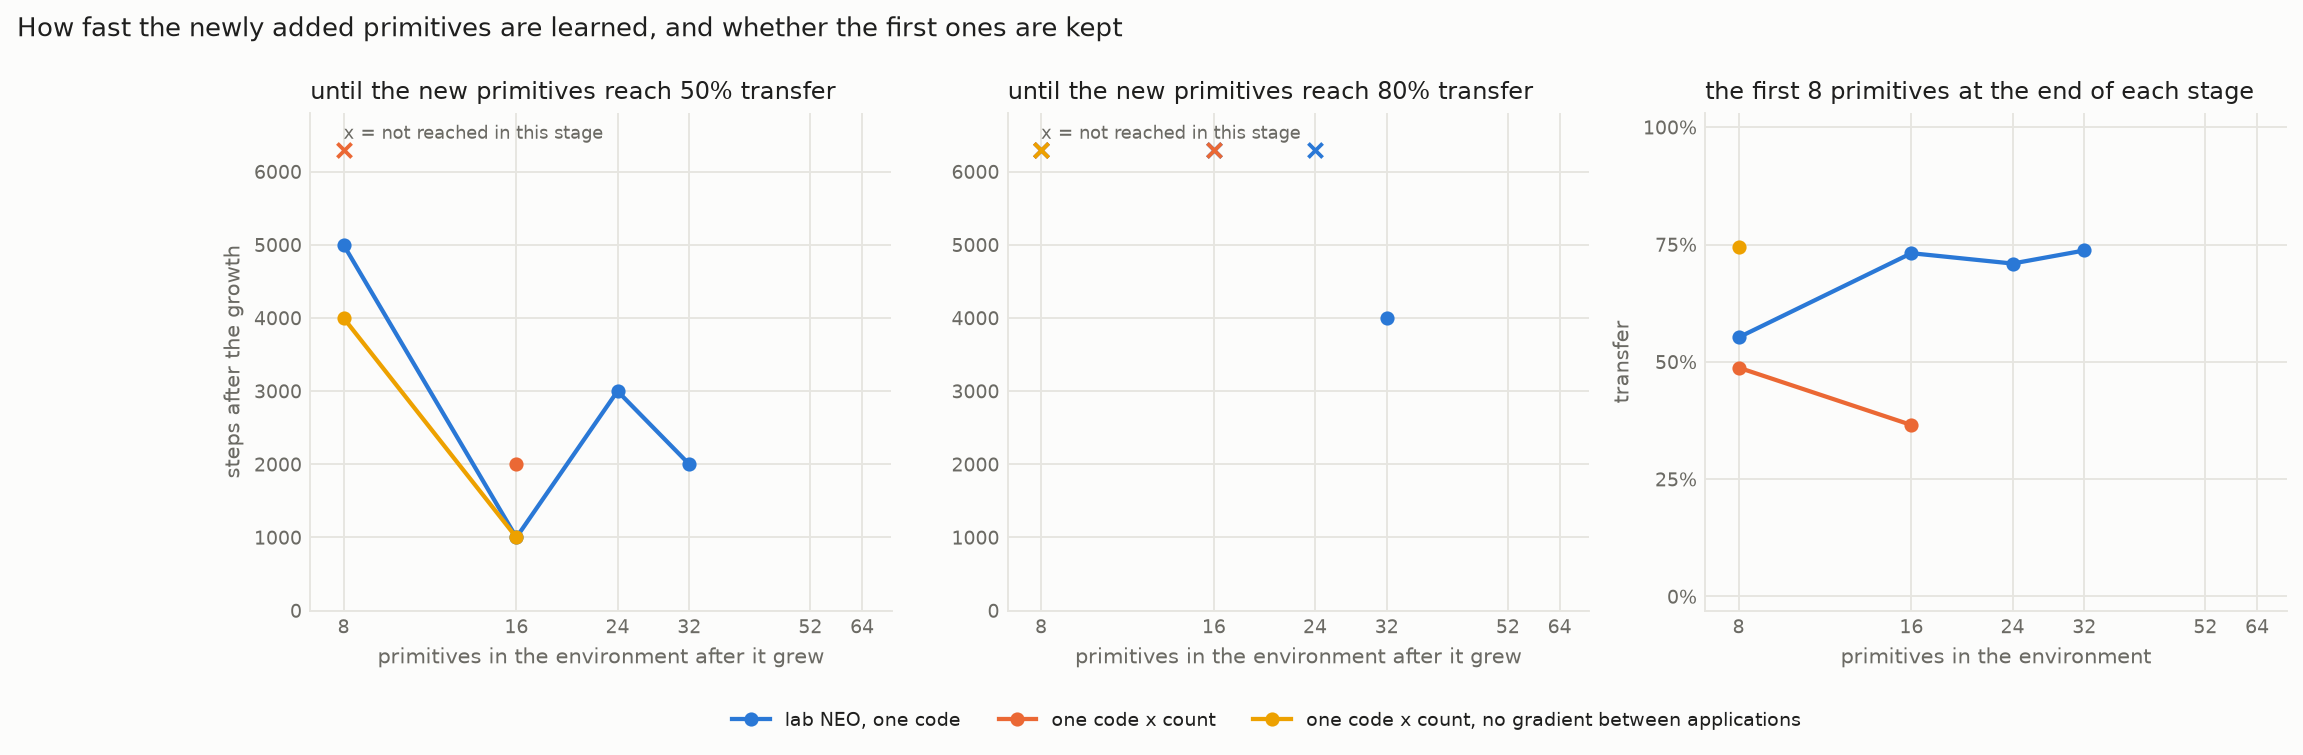 How fast the newly added primitives are learned, and whether the first ones are kept
until the new primitives reach 50% transfer
x = not reached in this stage
steps after the growth
6000
5000
4000
3000
2000
1000
0
8 16 24 32 52 64
primitives in the environment after it grew
until the new primitives reach 80% transfer
x = not reached in this stage
6000
5000
4000
3000
2000
1000
0
8 16 24 32 52 64
primitives in the environment after it grew
the first 8 primitives at the end of each stage
transfer
100%
75%
50%
25%
0%
8 16 24 32 52 64
primitives in the environment
lab NEO, one code
one code x count
one code x count, no gradient between applications